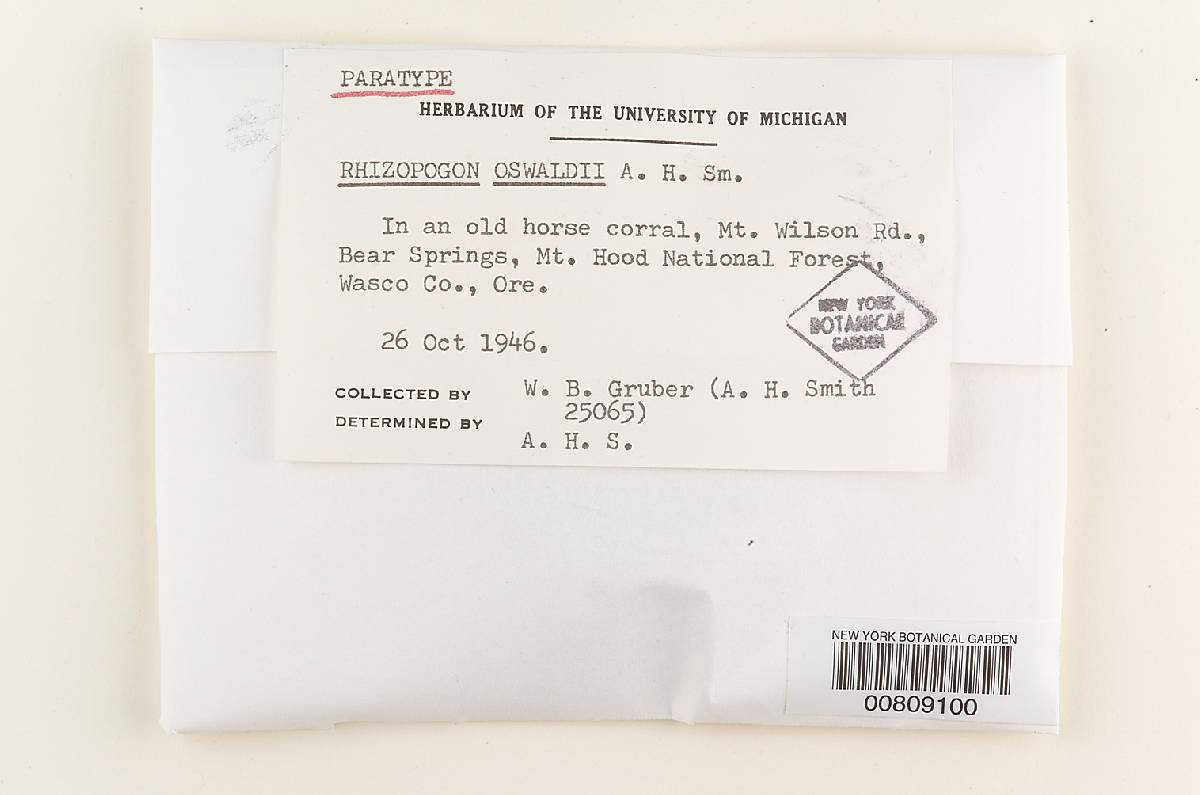 PARATYPE
HERBARIUM OF THE UNIVERSITY OF MICHIGAN
RHIZOPOGON OSWALDII A. H. Sm.
In an old horse corral, Mt. Wilson Rd.,
Bear Springs, Mt. Hood National Forest,
Wasco Co., Ore.
NEW YORK
BOTANICAL
GARDEN
26 Oct 1946.
COLLECTED BY W. B. Gruber (A. H. Smith
25065)
DETERMINED BY A. H. S.
NEW YORK BOTANICAL GARDEN
00809100